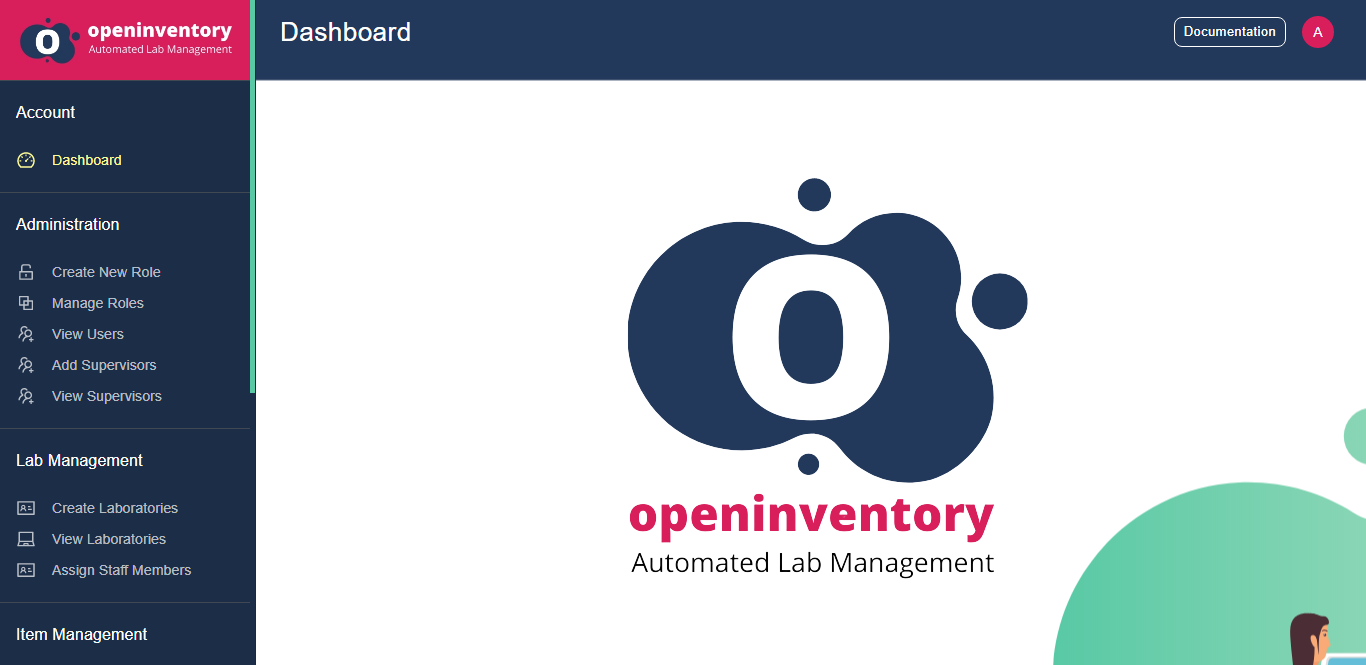 openinventory
Automated Lab Management
Dashboard
Documentation
A
Account
Dashboard
Administration
Create New Role
Manage Roles
View Users
Add Supervisors
View Supervisors
Lab Management
Create Laboratories
View Laboratories
Assign Staff Members
Item Management
o
openinventory
Automated Lab Management